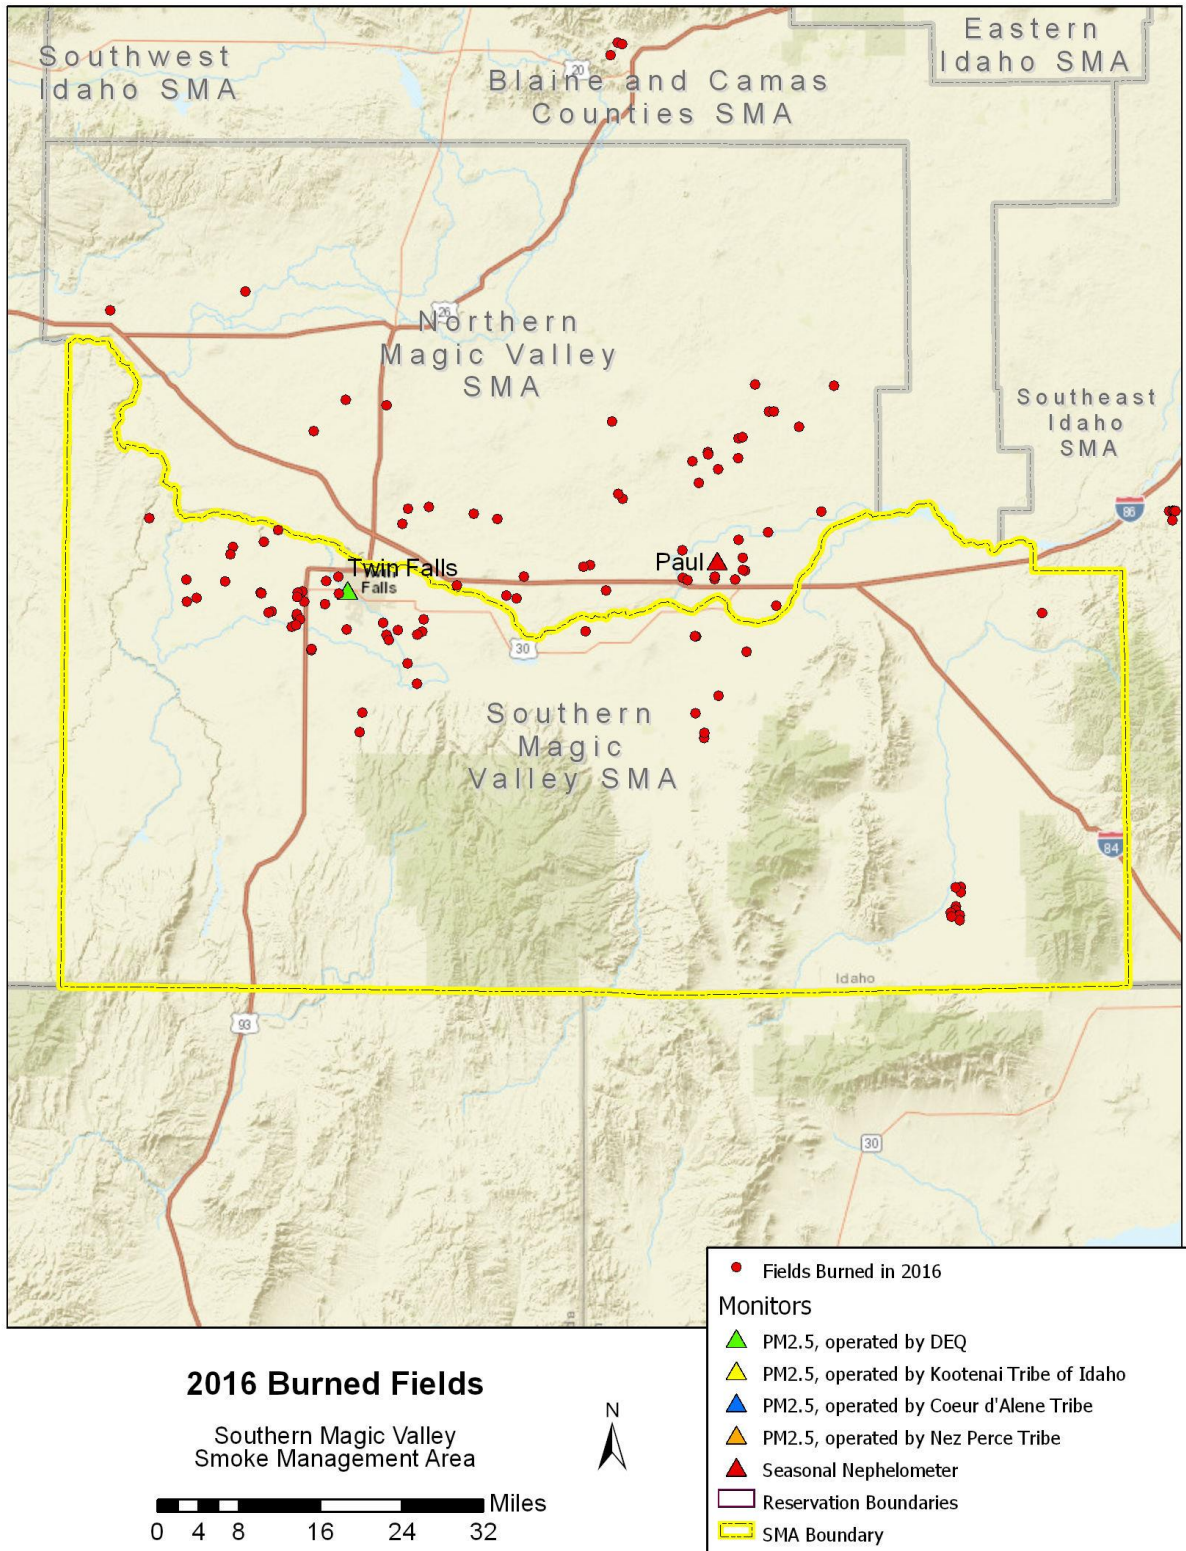 Southwest
Idaho SMA
20
Blaine and Camas
Counties SMA
Eastern
Idaho SMA
26
Northern
Magic Valley
SMA
Southeast
Idaho
SMA
86
Paul
Twin Falls
Falls
30
Southern
Magic
Valley SMA
84
Idaho
93
30
2016 Burned Fields
Southern Magic Valley
Smoke Management Area
N
Miles
0 4 8 16 24 32
Fields Burned in 2016
Monitors
PM2.5, operated by DEQ
PM2.5, operated by Kootenai Tribe of Idaho
PM2.5, operated by Coeur d'Alene Tribe
PM2.5, operated by Nez Perce Tribe
Seasonal Nephelometer
Reservation Boundaries
SMA Boundary